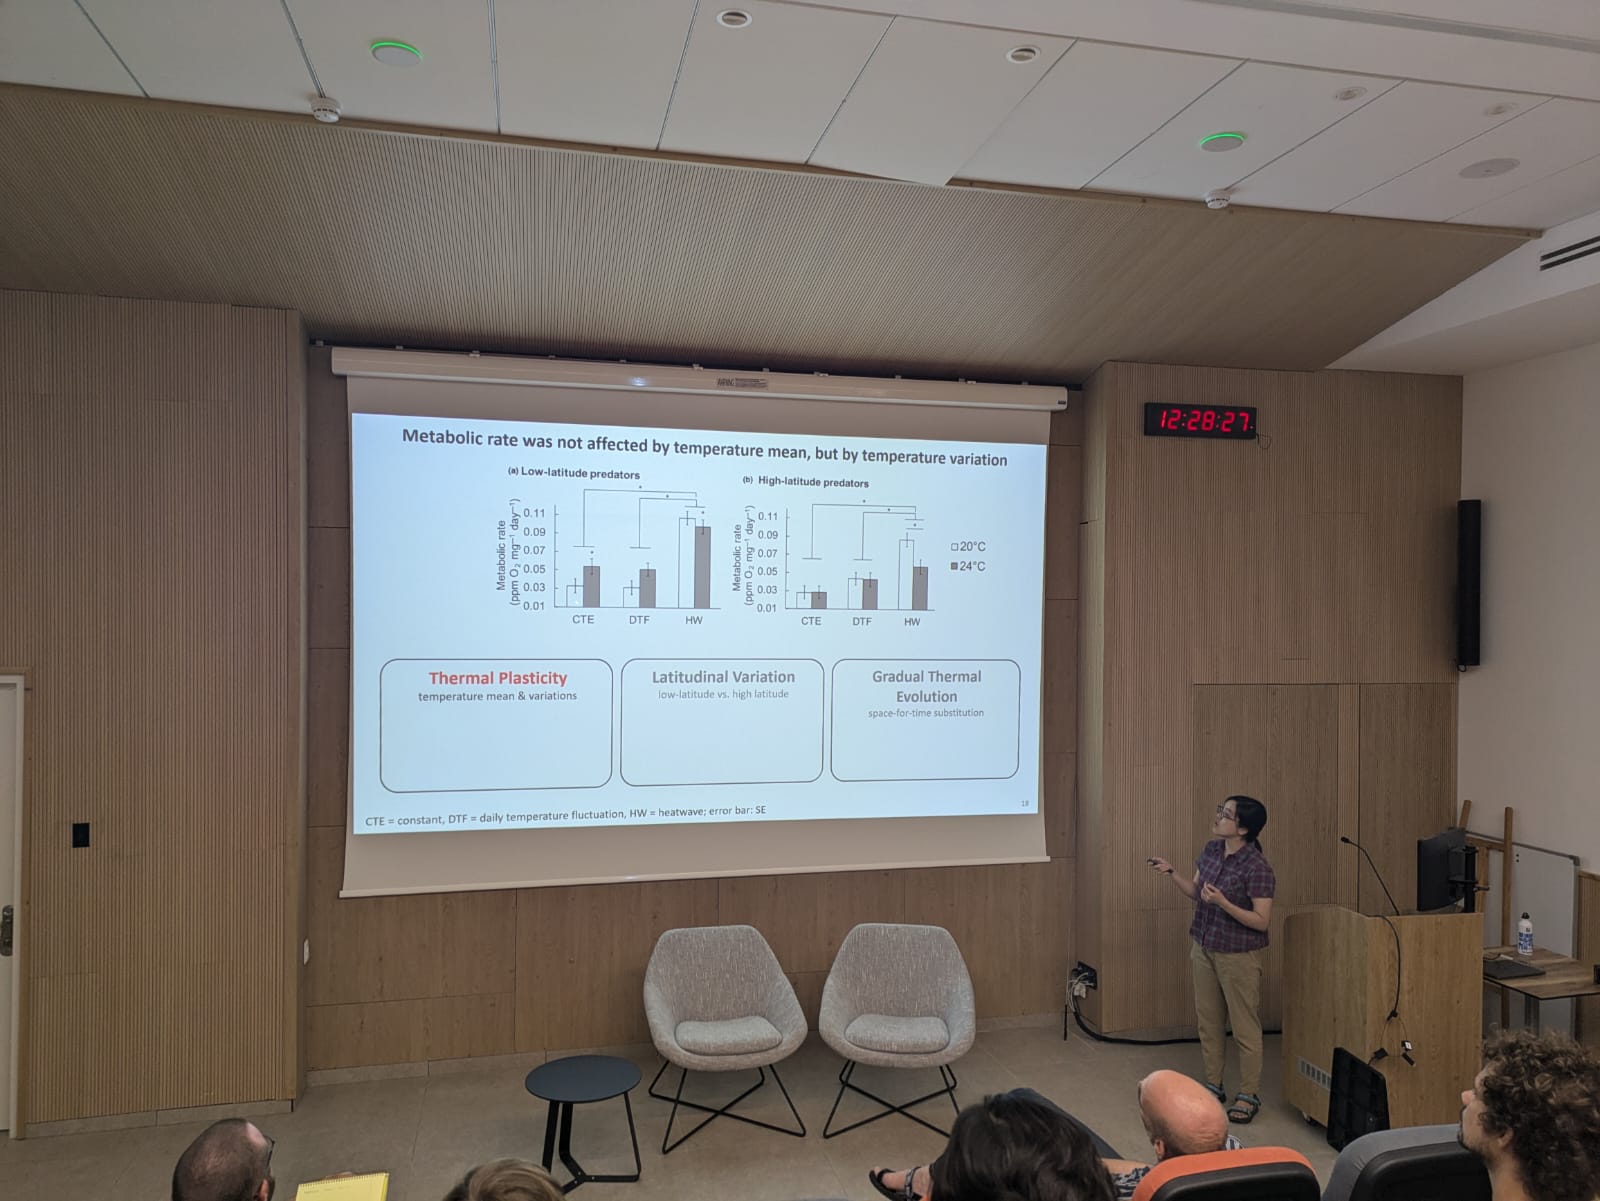 12:28:27
Metabolic rate was not affected by temperature mean, but by temperature variation
(a) Low-latitude predators
Metabolic rate
(ppm O₂ mg⁻¹ day⁻¹)
0.11
0.09
0.07
0.05
0.03
0.01
CTE DTF HW
(b) High-latitude predators
Metabolic rate
(ppm O₂ mg⁻¹ day⁻¹)
0.11
0.09
0.07
0.05
0.03
0.01
CTE DTF HW
20°C
24°C
Thermal Plasticity
temperature mean & variations
Latitudinal Variation
low-latitude vs. high latitude
Gradual Thermal
Evolution
space-for-time substitution
CTE = constant, DTF = daily temperature fluctuation, HW = heatwave; error bar: SE
18